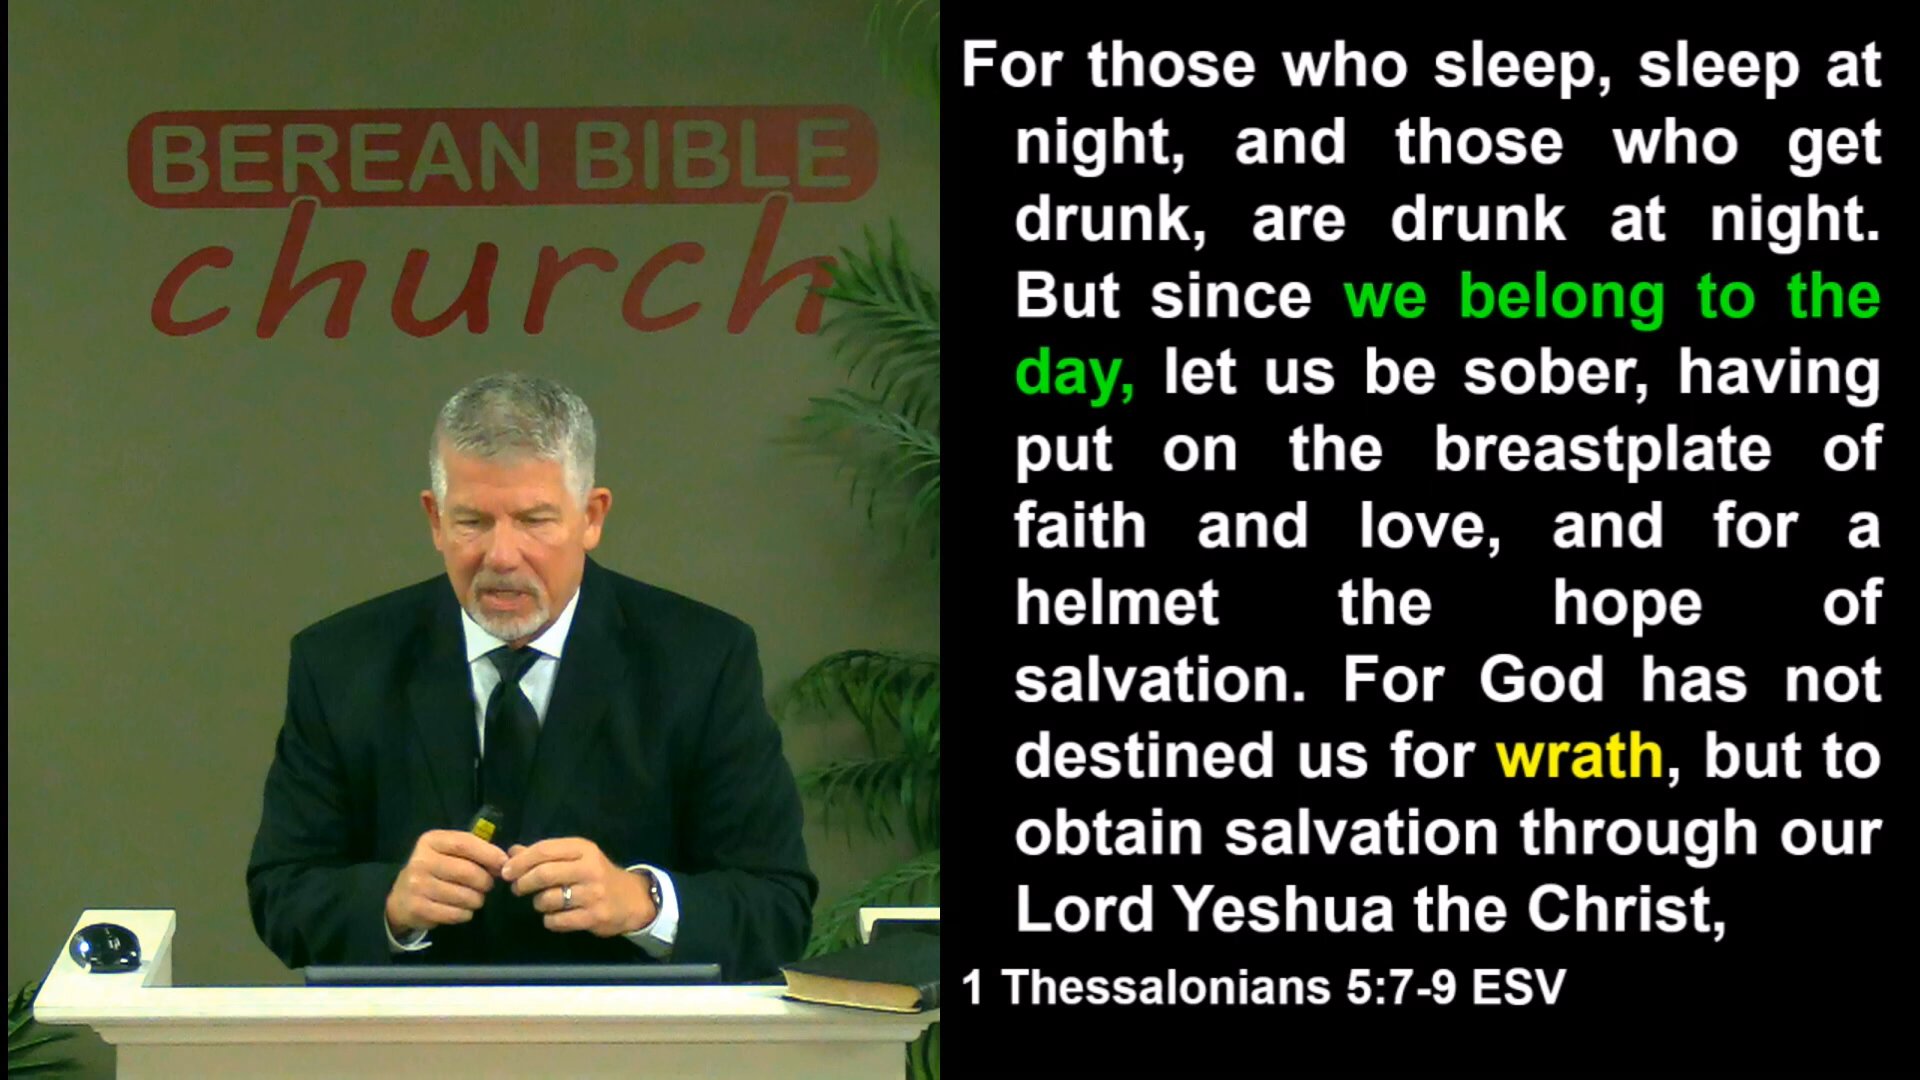 BEREAN BIBLE
church
For those who sleep, sleep at
night, and those who get
drunk, are drunk at night.
But since we belong to the
day, let us be sober, having
put on the breastplate of
faith and love, and for a
helmet the hope of
salvation. For God has not
destined us for wrath, but to
obtain salvation through our
Lord Yeshua the Christ,
1 Thessalonians 5:7-9 ESV